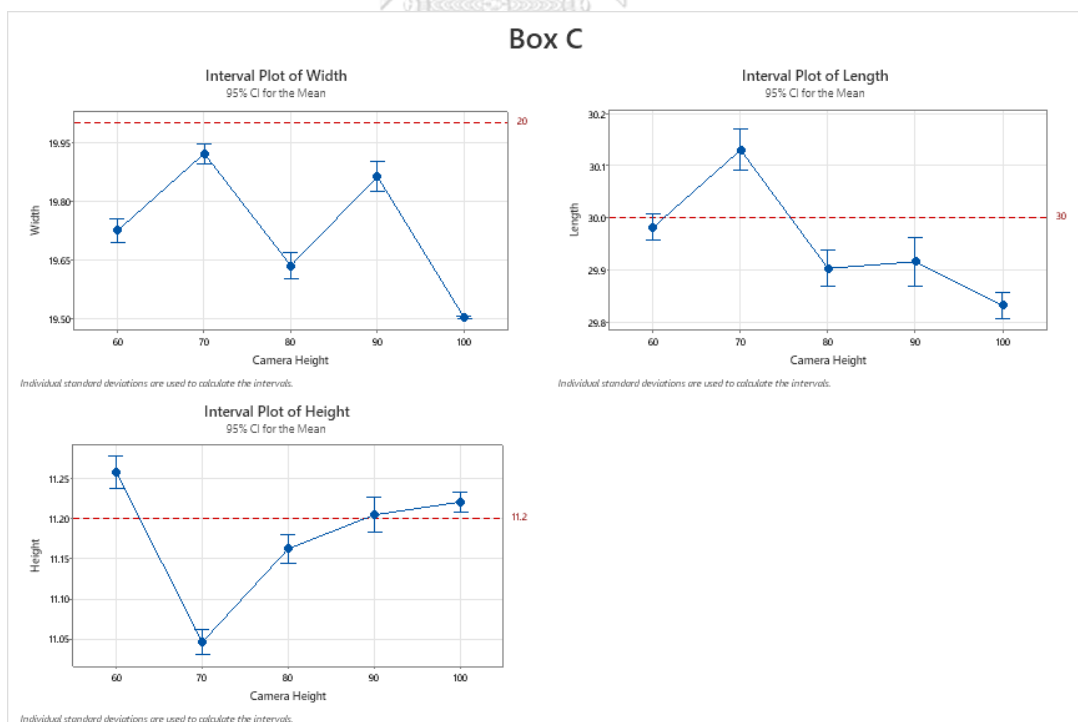 Box C
Interval Plot of Width
95% CI for the Mean
20
19.95
19.80
19.65
19.50
Width
60 70 80 90 100
Camera Height
Individual standard deviations are used to calculate the intervals.
Interval Plot of Length
95% CI for the Mean
30.2
30.1
30.0
30
29.9
29.8
Length
60 70 80 90 100
Camera Height
Individual standard deviations are used to calculate the intervals.
Interval Plot of Height
95% CI for the Mean
11.25
11.20
11.2
11.15
11.10
11.05
Height
60 70 80 90 100
Camera Height
Individual standard deviations are used to calculate the intervals.